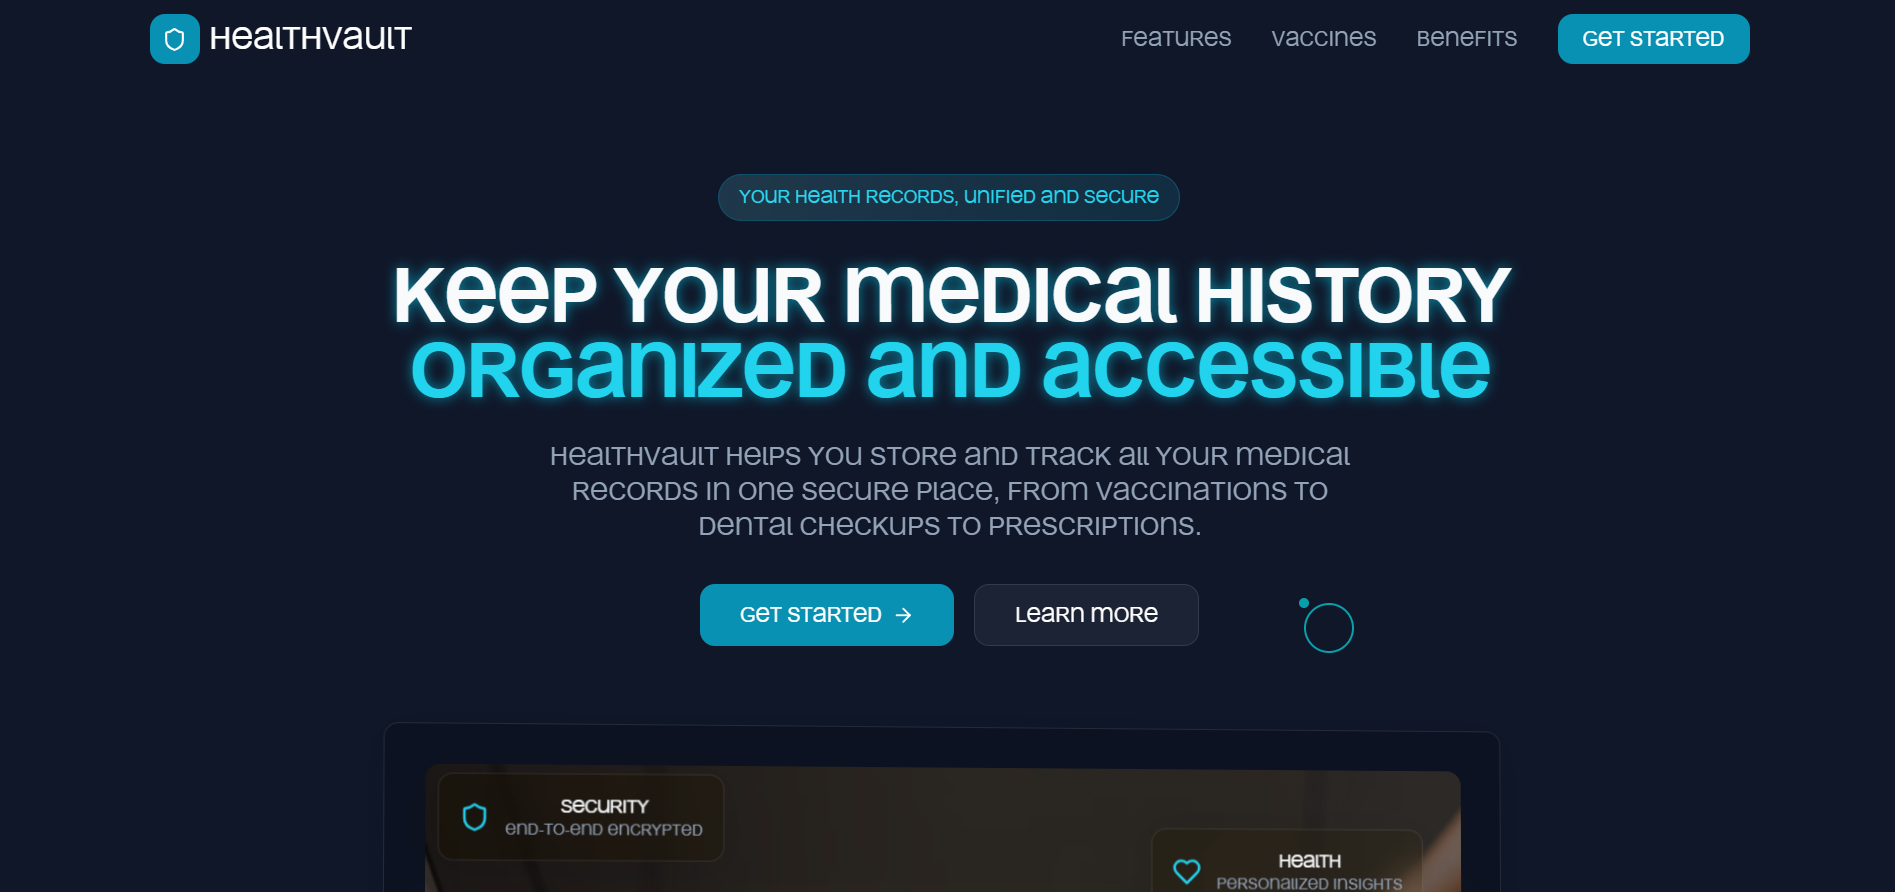 HealthVault
Features
Vaccines
Benefits
Get Started
Your health records, unified and secure
Keep Your Medical History
Organized and Accessible
HealthVault helps you store and track all your medical
records in one secure place, from vaccinations to
dental checkups to prescriptions.
Get Started
Learn More
Security
End-to-End Encrypted
Health
Personalized Insights